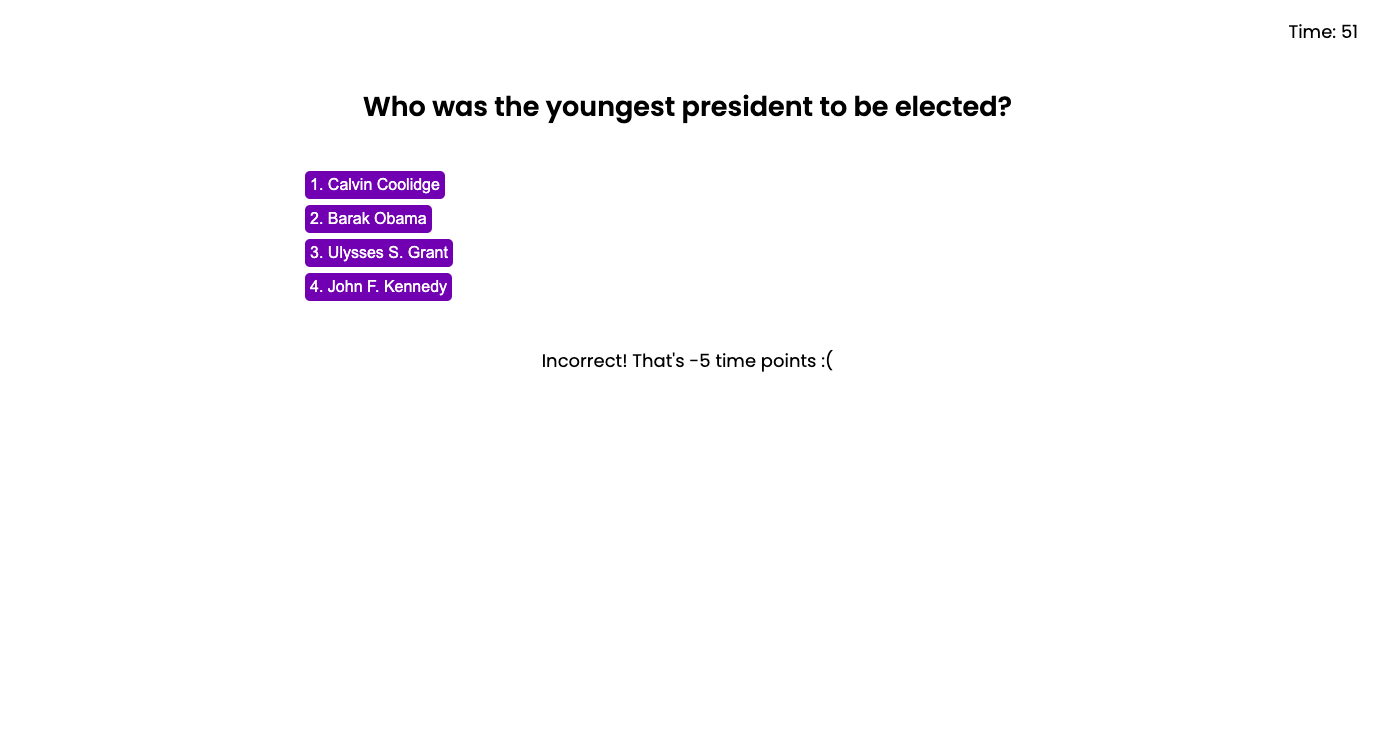 Time: 51
Who was the youngest president to be elected?
1. Calvin Coolidge
2. Barak Obama
3. Ulysses S. Grant
4. John F. Kennedy
Incorrect! That's -5 time points :(